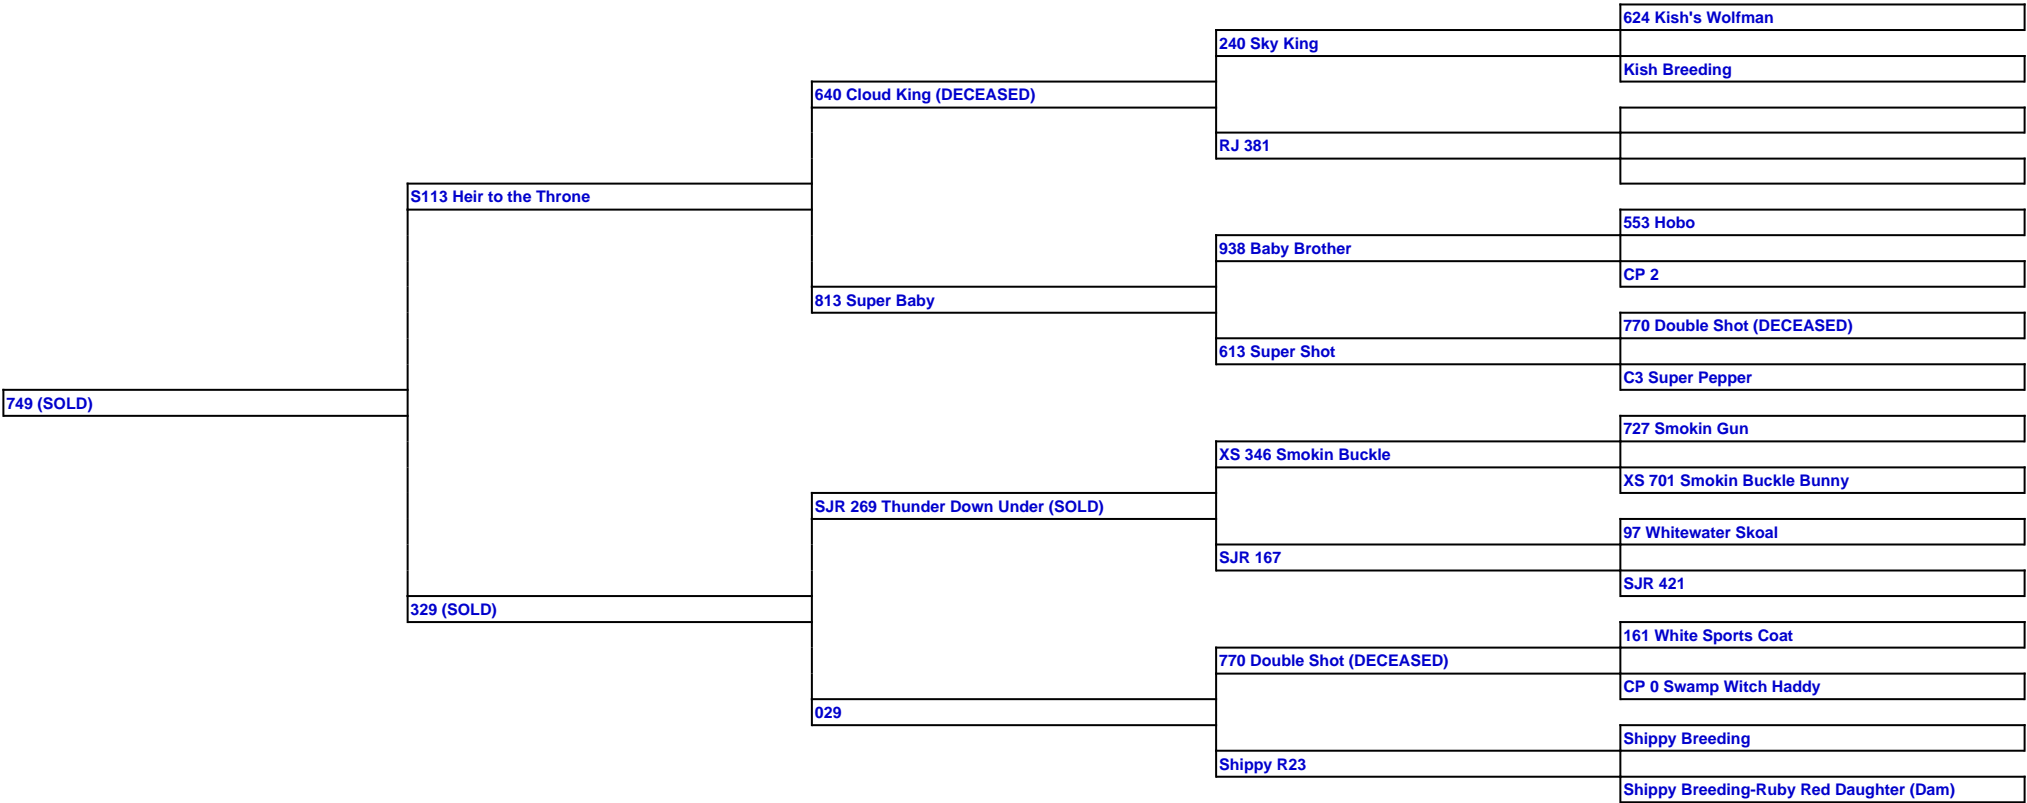 624 Kish's Wolfman
240 Sky King
Kish Breeding
640 Cloud King (DECEASED)
RJ 381
S113 Heir to the Throne
553 Hobo
938 Baby Brother
CP 2
813 Super Baby
770 Double Shot (DECEASED)
613 Super Shot
C3 Super Pepper
749 (SOLD)
727 Smokin Gun
XS 346 Smokin Buckle
XS 701 Smokin Buckle Bunny
SJR 269 Thunder Down Under (SOLD)
97 Whitewater Skoal
SJR 167
SJR 421
329 (SOLD)
161 White Sports Coat
770 Double Shot (DECEASED)
CP 0 Swamp Witch Haddy
029
Shippy Breeding
Shippy R23
Shippy Breeding-Ruby Red Daughter (Dam)